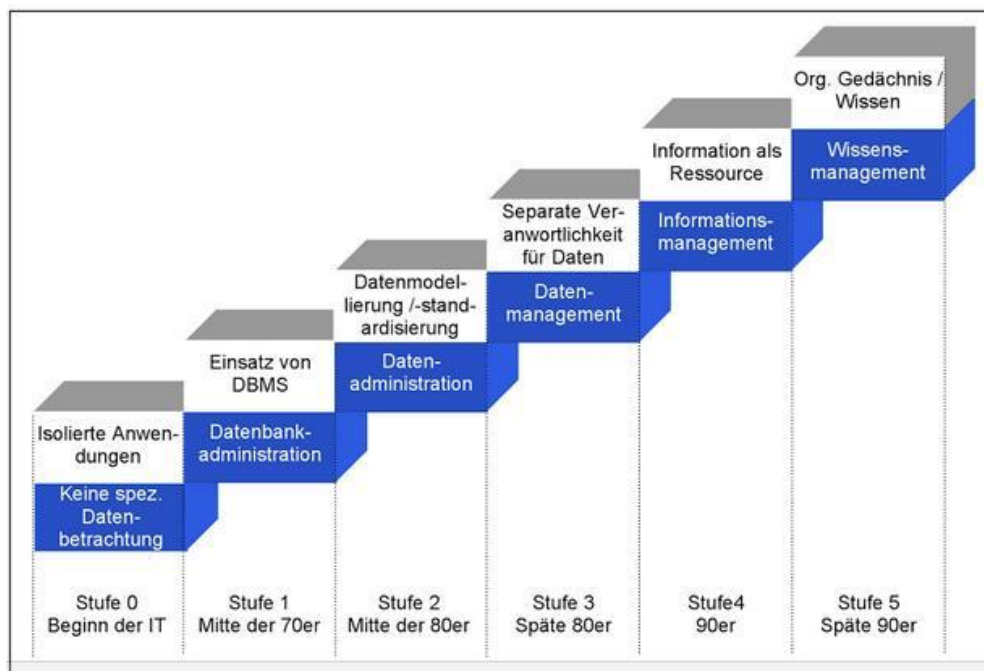 Org. Gedächnis /
Wissen
Wissens-
management
Information als
Ressource
Informations-
management
Separate Ver-
anwortlichkeit
für Daten
Daten-
management
Datenmodel-
lierung /-stand-
ardisierung
Daten-
administration
Einsatz von
DBMS
Datenbank-
administration
Isolierte Anwen-
dungen
Keine spez.
Daten-
betrachtung
Stufe 0
Beginn der IT
Stufe 1
Mitte der 70er
Stufe 2
Mitte der 80er
Stufe 3
Späte 80er
Stufe4
90er
Stufe 5
Späte 90er